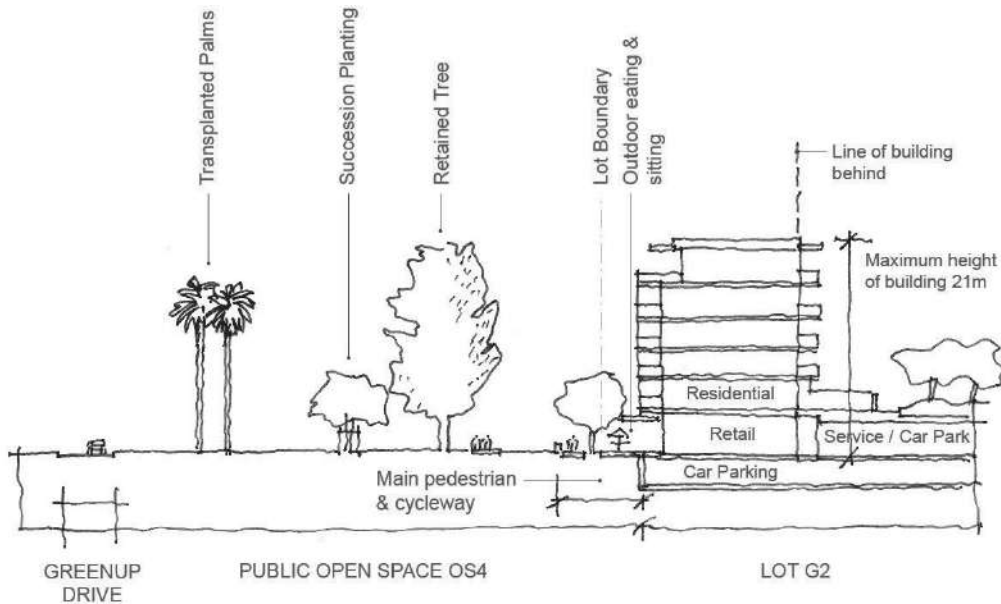 Transplanted Palms
Succession Planting
Retained Tree
Lot Boundary
Outdoor eating &
sitting
Line of building
behind
Maximum height
of building 21m
Residential
Retail
Service / Car Park
Car Parking
Main pedestrian
& cycleway
GREENUP
DRIVE
PUBLIC OPEN SPACE OS4
LOT G2